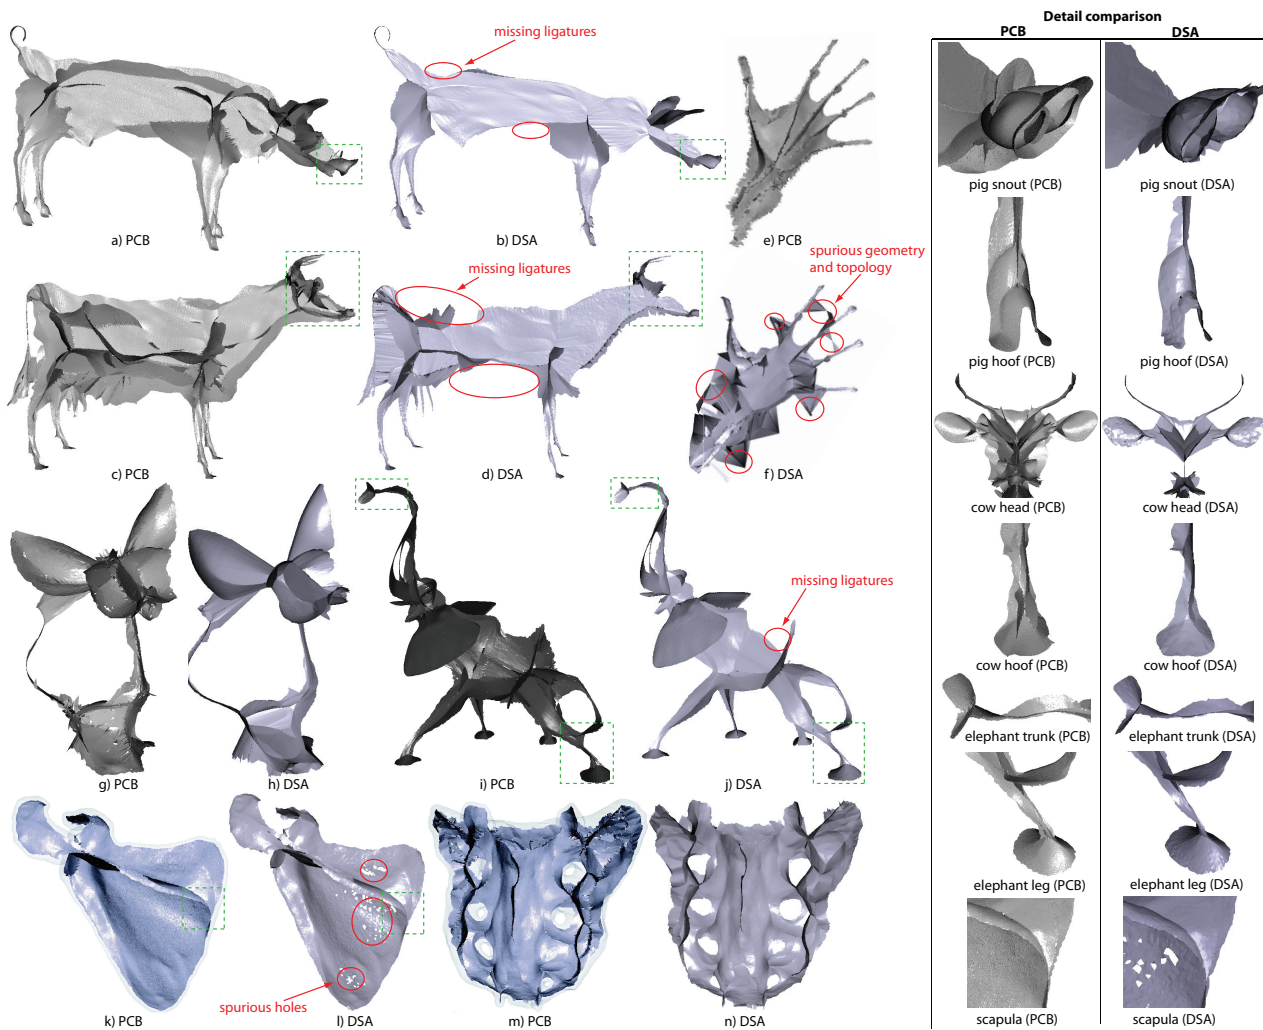 missing ligatures
a) PCB
b) DSA
e) PCB
missing ligatures
spurious geometry
and topology
c) PCB
d) DSA
f) DSA
missing ligatures
g) PCB
h) DSA
i) PCB
j) DSA
spurious holes
k) PCB
l) DSA
m) PCB
n) DSA
Detail comparison
PCB
DSA
pig snout (PCB)
pig snout (DSA)
pig hoof (PCB)
pig hoof (DSA)
cow head (PCB)
cow head (DSA)
cow hoof (PCB)
cow hoof (DSA)
elephant trunk (PCB)
elephant trunk (DSA)
elephant leg (PCB)
elephant leg (DSA)
scapula (PCB)
scapula (DSA)